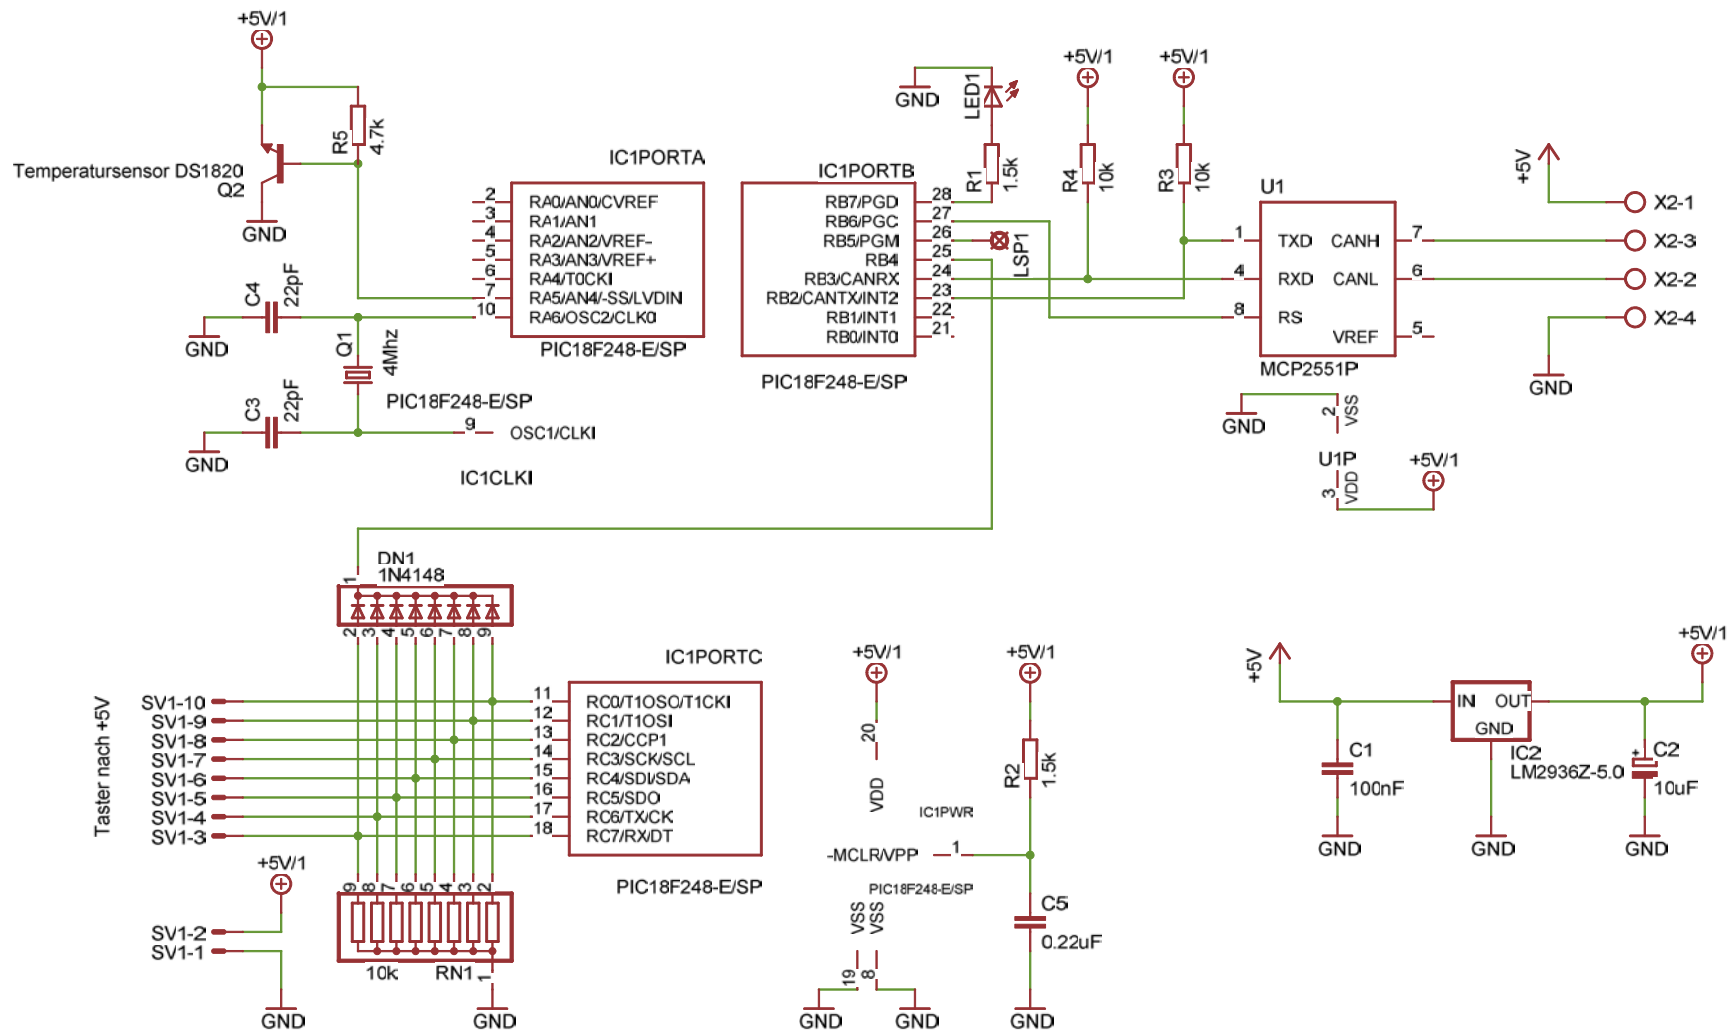 +5V/1
R5
4.7k
Temperatursensor DS1820
Q2
GND
C4
22pF
GND
Q1
4Mhz
C3
22pF
GND
IC1PORTA
2 RA0/AN0/CVREF
3 RA1/AN1
4 RA2/AN2/VREF-
5 RA3/AN3/VREF+
6 RA4/T0CKI
7 RA5/AN4/-SS/LVDIN
10 RA6/OSC2/CLK0
PIC18F248-E/SP
PIC18F248-E/SP
9 OSC1/CLKI
IC1CLKI
GND
LED1
R1
1.5k
IC1PORTB
RB7/PGD 28
RB6/PGC 27
RB5/PGM 26
RB4 25
RB3/CANRX 24
RB2/CANTX/INT2 23
RB1/INT1 22
RB0/INT0 21
PIC18F248-E/SP
LSP1
+5V/1
R4
10k
+5V/1
R3
10k
U1
1 TXD CANH 7
4 RXD CANL 6
8 RS
VREF 5
MCP2551P
GND
2 VSS
U1P
3 VDD
+5V/1
+5V
X2-1
X2-3
X2-2
X2-4
GND
DN1
1N4148
1
2 3 4 5 6 7 8 9
Taster nach +5V
SV1-10
SV1-9
SV1-8
SV1-7
SV1-6
SV1-5
SV1-4
SV1-3
IC1PORTC
11 RC0/T1OSO/T1CKI
12 RC1/T1OSI
13 RC2/CCP1
14 RC3/SCK/SCL
15 RC4/SDI/SDA
16 RC5/SDO
17 RC6/TX/CK
18 RC7/RX/DT
PIC18F248-E/SP
+5V/1
SV1-2
SV1-1
GND
9 8 7 6 5 4 3 2
10k RN1 1
GND
+5V/1
20
VDD
+5V/1
R2
1.5k
IC1PWR
-MCLR/VPP 1
PIC18F248-E/SP
VSS VSS
19 8
GND
GND
C5
0.22uF
GND
+5V
C1
100nF
GND
IN OUT
GND
IC2
LM2936Z-5.0
GND
+5V/1
+
C2
10uF
GND